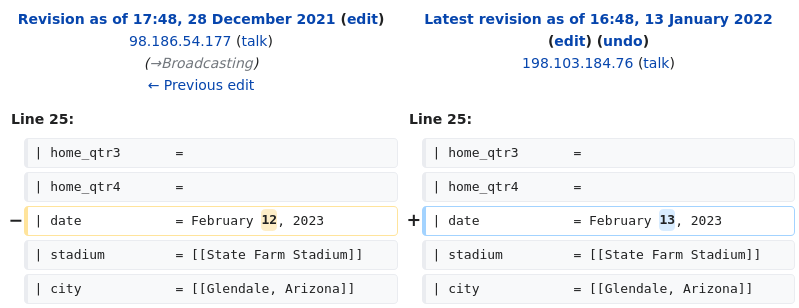 Revision as of 17:48, 28 December 2021 (edit)
98.186.54.177 (talk)
(→Broadcasting)
← Previous edit
Latest revision as of 16:48, 13 January 2022
(edit) (undo)
198.103.184.76 (talk)
Line 25:
| home_qtr3 =
| home_qtr4 =
− | date = February 12, 2023
| stadium = [[State Farm Stadium]]
| city = [[Glendale, Arizona]]
Line 25:
| home_qtr3 =
| home_qtr4 =
+ | date = February 13, 2023
| stadium = [[State Farm Stadium]]
| city = [[Glendale, Arizona]]